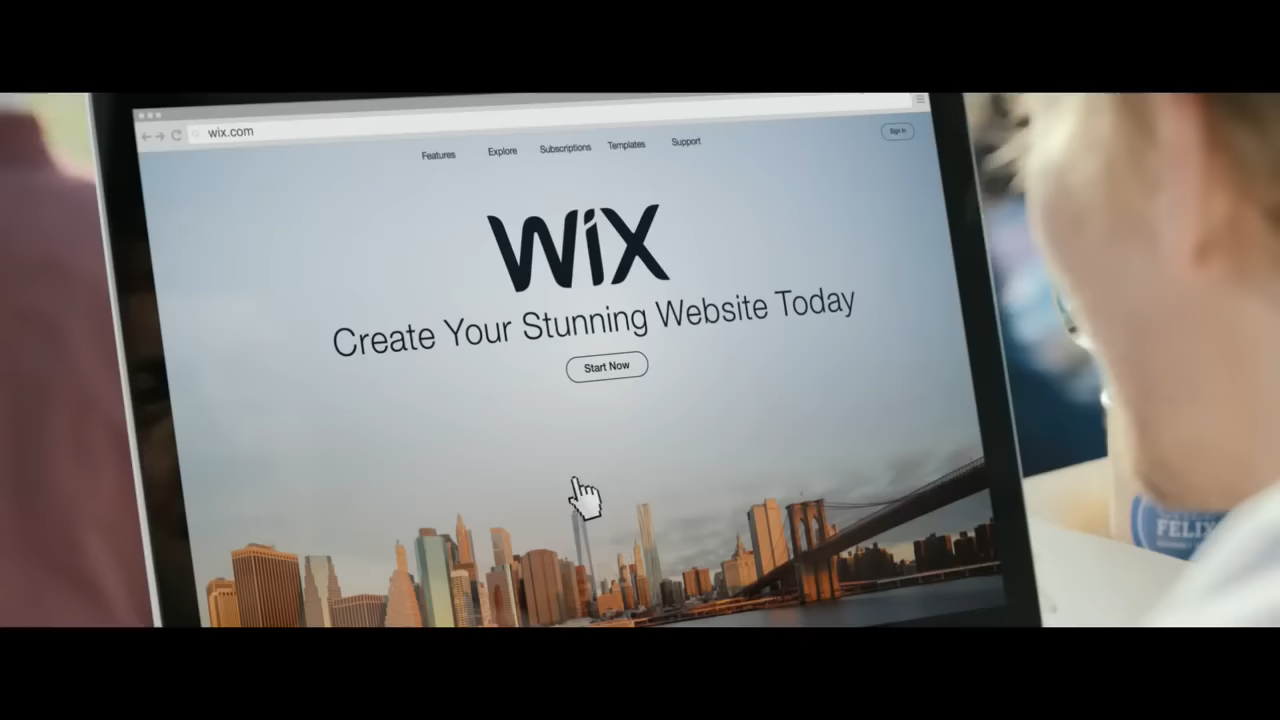 wix.com
Features Explore Subscriptions Templates Support Sign In
WiX
Create Your Stunning Website Today
Start Now
FELIX